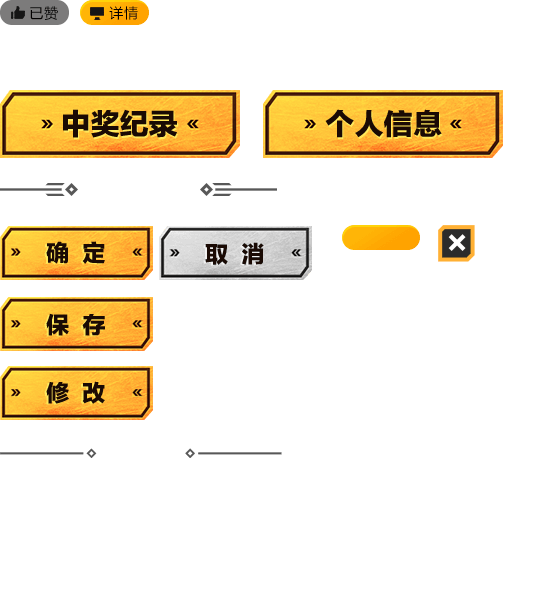 已赞 详情
» 中奖纪录 « » 个人信息 «
» 确 定 « » 取 消 «
» 保 存 «
» 修 改 «